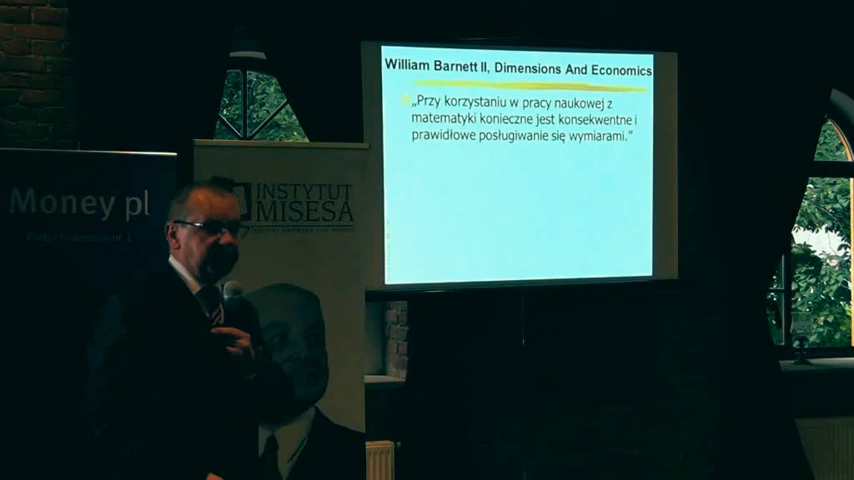 William Barnett II, Dimensions And Economics
„Przy korzystaniu w pracy naukowej z
matematyki konieczne jest konsekwentne i
prawidłowe posługiwanie się wymiarami.”
Money pl
INSTYTUT
MISESA